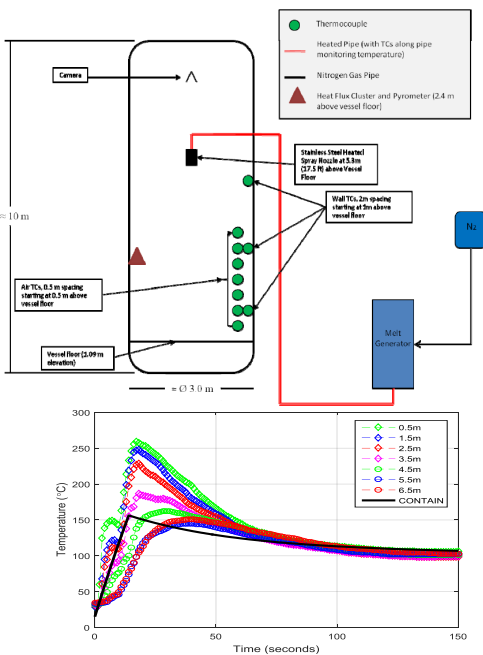 Thermocouple
Heated Pipe (with TCs along pipe
monitoring temperature)
Nitrogen Gas Pipe
Heat Flux Cluster and Pyrometer (2.4 m
above vessel floor)
Camera
Stainless Steel Heated
Spray Nozzle at 5.3m
(17.5 ft) above Vessel
Floor
Wall TCs, 2m spacing
starting at 1m above
vessel floor
≈ 10 m
N₂
Air TCs, 0.5 m spacing
starting at 0.5 m above
vessel floor
Melt
Generator
Vessel floor (1.09 m
elevation)
≈ Ø 3.0 m
300
250
200
150
100
50
0
Temperature (°C)
0.5m
1.5m
2.5m
3.5m
4.5m
5.5m
6.5m
CONTAIN
0
50
100
150
Time (seconds)